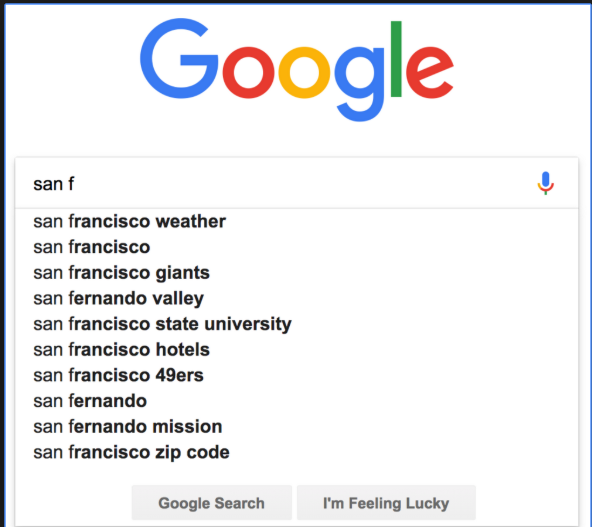 Google
san f
san francisco weather
san francisco
san francisco giants
san fernando valley
san francisco state university
san francisco hotels
san francisco 49ers
san fernando
san fernando mission
san francisco zip code
Google Search I'm Feeling Lucky